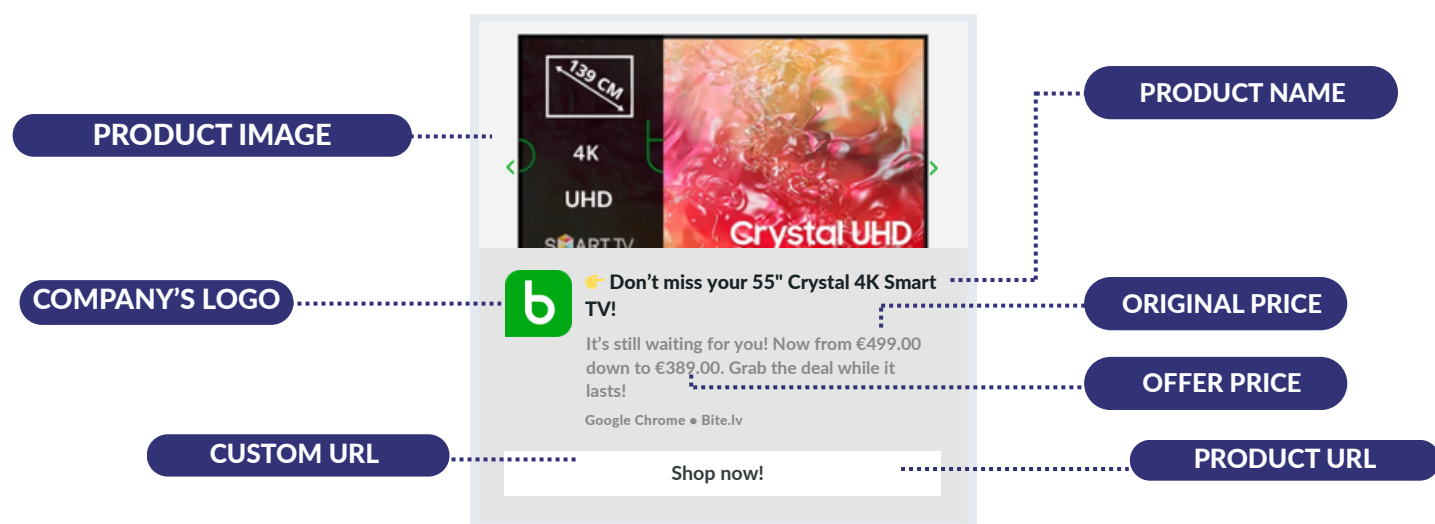 139 CM
4K
UHD
SMART TV
Crystal UHD
PRODUCT IMAGE
PRODUCT NAME
COMPANY’S LOGO
b
👉 Don’t miss your 55" Crystal 4K Smart
TV!
ORIGINAL PRICE
It’s still waiting for you! Now from €499.00
down to €389.00. Grab the deal while it
lasts!
OFFER PRICE
Google Chrome ● Bite.lv
CUSTOM URL
Shop now!
PRODUCT URL